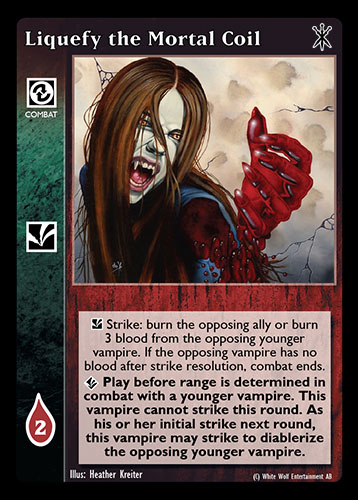 Liquefy the Mortal Coil
COMBAT
Strike: burn the opposing ally or burn
3 blood from the opposing younger
vampire. If the opposing vampire has no
blood after strike resolution, combat ends.
Play before range is determined in
combat with a younger vampire. This
vampire cannot strike this round. As
his or her initial strike next round,
this vampire may strike to diablerize
the opposing younger vampire.
2
Illus: Heather Kreiter
(C) White Wolf Entertainment AB